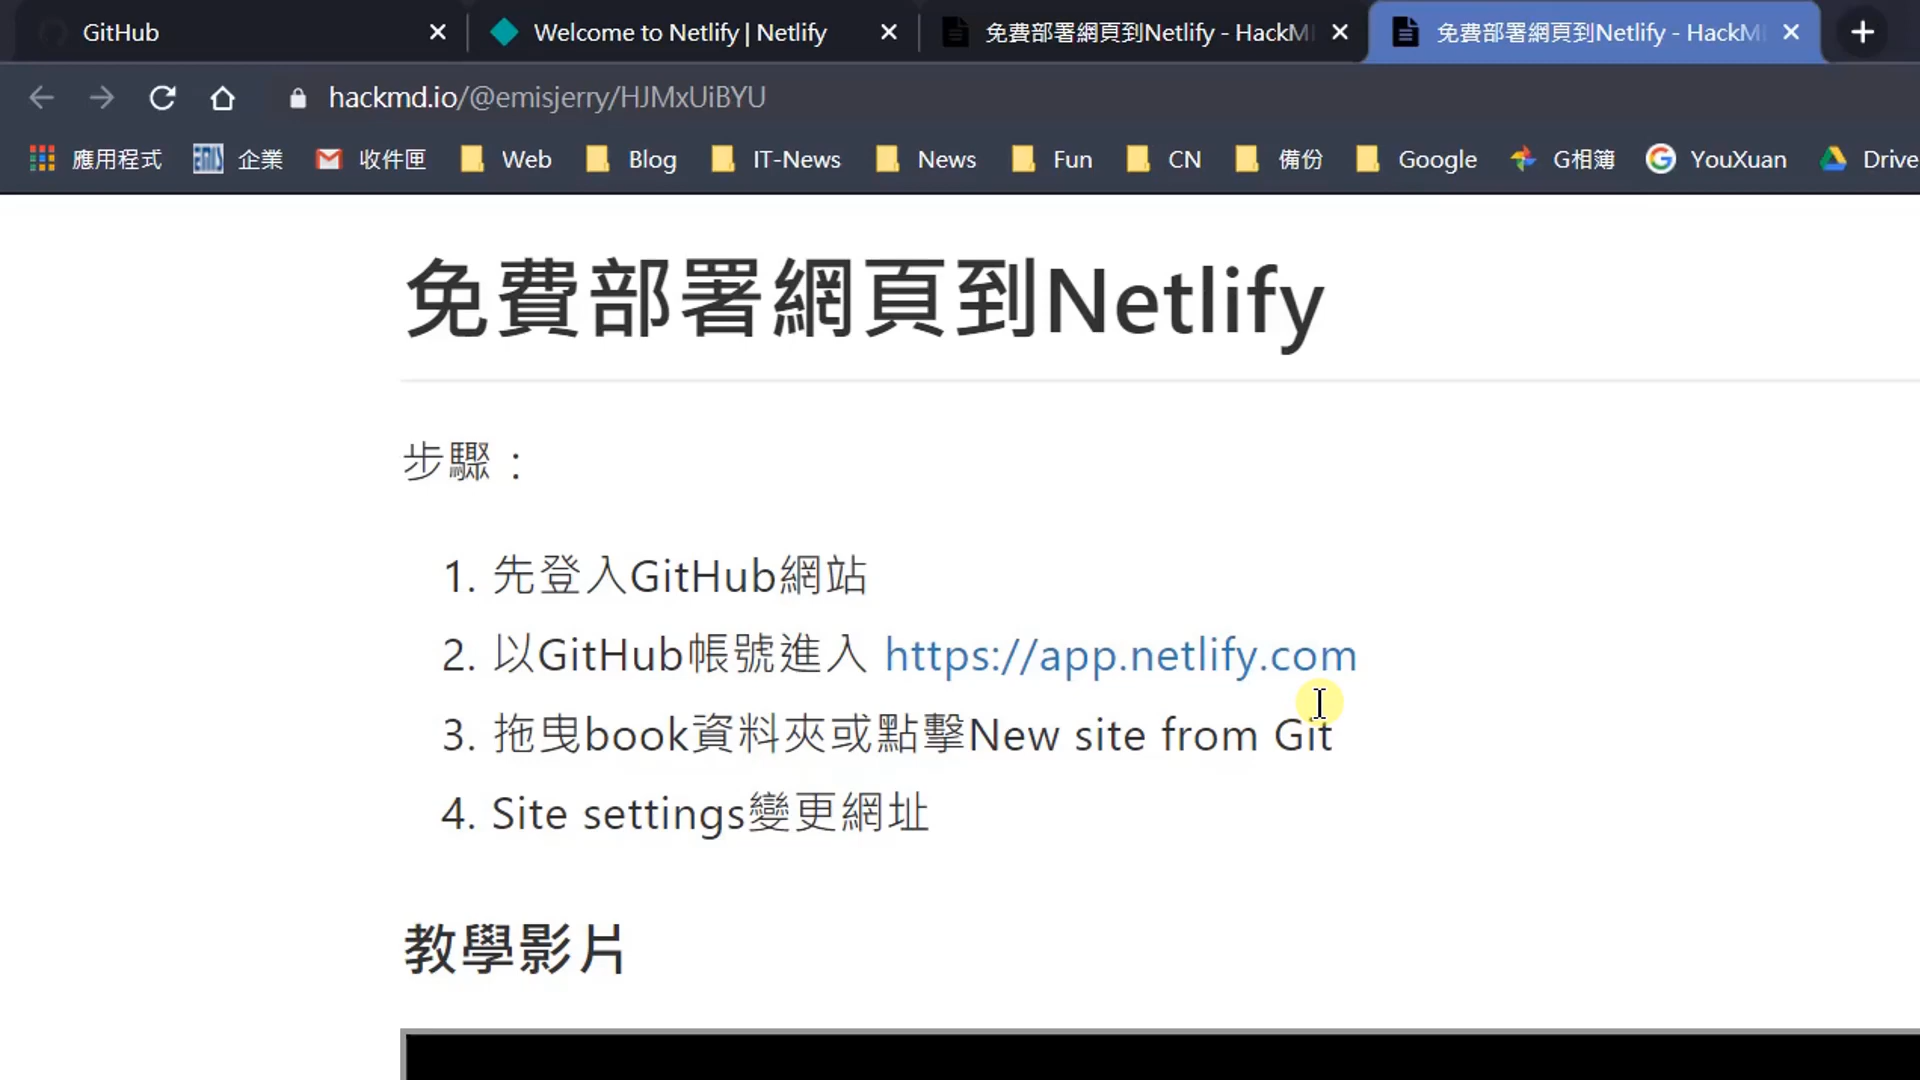 GitHub
Welcome to Netlify | Netlify
免費部署網頁到Netlify - HackM
免費部署網頁到Netlify - HackM
hackmd.io/@emisjerry/HJMxUiBYU
應用程式 企業 收件匣 Web Blog IT-News News Fun CN 備份 Google G相簿 YouXuan Drive
免費部署網頁到Netlify
步驟：
1. 先登入GitHub網站
2. 以GitHub帳號進入 https://app.netlify.com
3. 拖曳book資料夾或點擊New site from Git
4. Site settings變更網址
教學影片